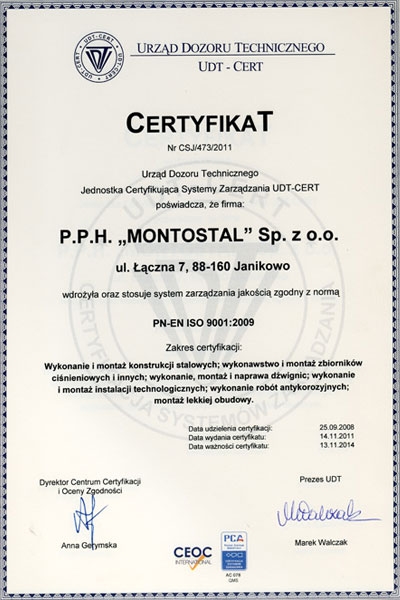 UDT-CERT
URZĄD DOZORU TECHNICZNEGO
UDT - CERT
CERTYFIKAT
Nr CSJ/473/2011
Urząd Dozoru Technicznego
Jednostka Certyfikująca Systemy Zarządzania UDT-CERT
poświadcza, że firma:
P.P.H. „MONTOSTAL” Sp. z o.o.
ul. Łączna 7, 88-160 Janikowo
wdrożyła oraz stosuje system zarządzania jakością zgodny z normą
PN-EN ISO 9001:2009
Zakres certyfikacji:
Wykonanie i montaż konstrukcji stalowych; wykonawstwo i montaż zbiorników
ciśnieniowych i innych; wykonanie, montaż i naprawa dźwignic; wykonanie
i montaż instalacji technologicznych; wykonanie robót antykorozyjnych;
montaż lekkiej obudowy.
Data udzielenia certyfikacji: 25.09.2008
Data wydania certyfikatu: 14.11.2011
Data ważności certyfikatu: 13.11.2014
Dyrektor Centrum Certyfikacji
i Oceny Zgodności
Prezes UDT
Anna Gerymska
Marek Walczak
CEOC
INTERNATIONAL
PCA
AC 078
QMS